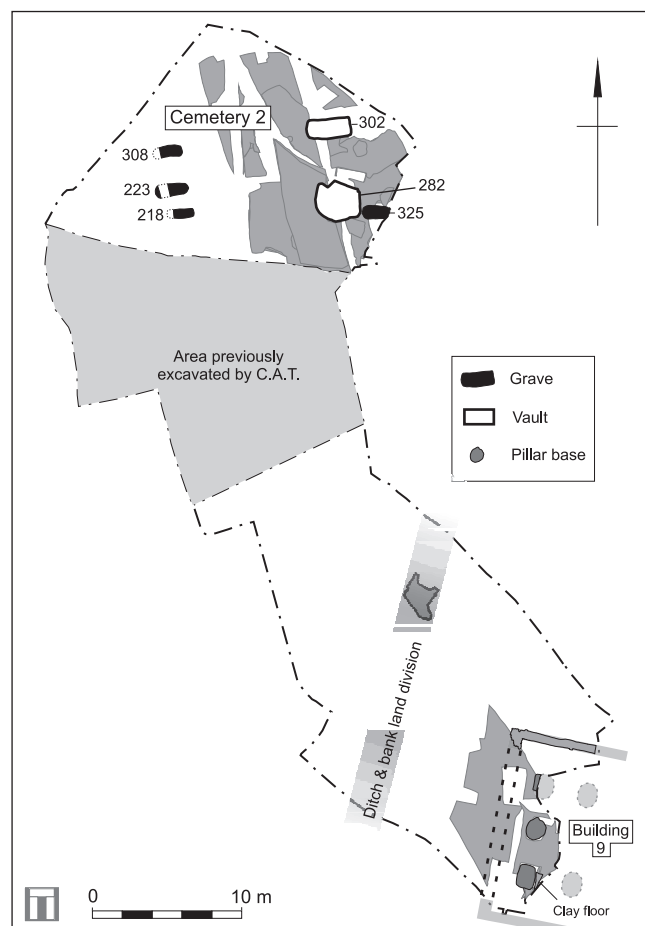 Cemetery 2
302
308
223
282
218
325
Area previously
excavated by C.A.T.
Grave
Vault
Pillar base
Ditch & bank land division
Building
9
Clay floor
0
10 m